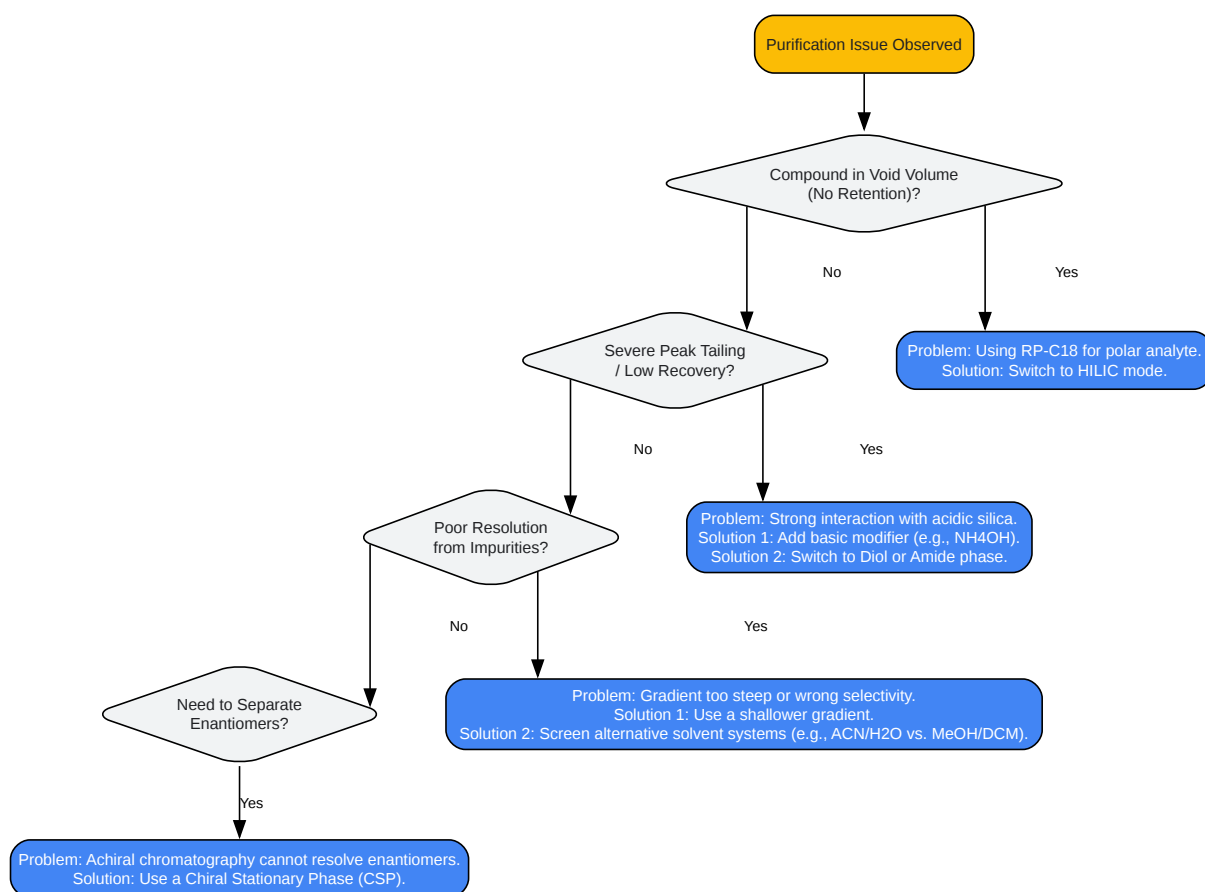 Purification Issue Observed
Compound in Void Volume
(No Retention)?
No
Yes
Severe Peak Tailing
/ Low Recovery?
Problem: Using RP-C18 for polar analyte.
Solution: Switch to HILIC mode.
No
Yes
Poor Resolution
from Impurities?
Problem: Strong interaction with acidic silica.
Solution 1: Add basic modifier (e.g., NH4OH).
Solution 2: Switch to Diol or Amide phase.
No
Yes
Need to Separate
Enantiomers?
Problem: Gradient too steep or wrong selectivity.
Solution 1: Use a shallower gradient.
Solution 2: Screen alternative solvent systems (e.g., ACN/H2O vs. MeOH/DCM).
Yes
Problem: Achiral chromatography cannot resolve enantiomers.
Solution: Use a Chiral Stationary Phase (CSP).